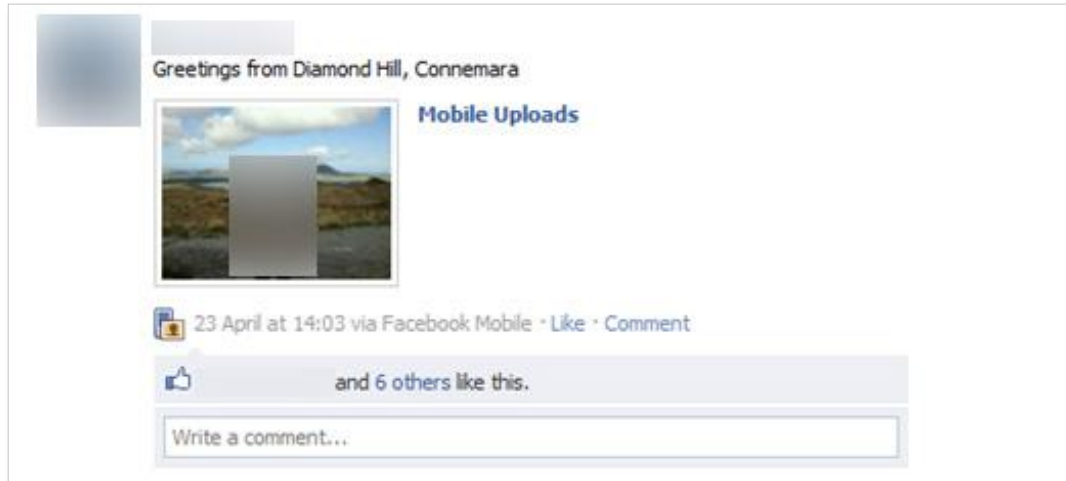 Greetings from Diamond Hill, Connemara
Mobile Uploads
23 April at 14:03 via Facebook Mobile · Like · Comment
and 6 others like this.
Write a comment...